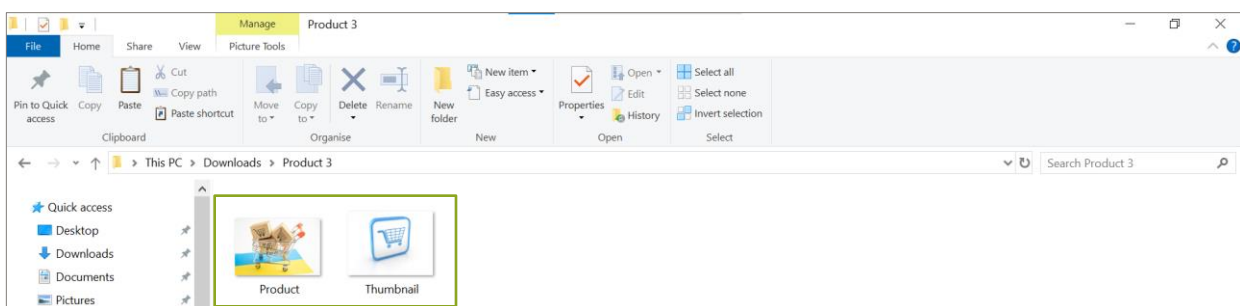 Manage Product 3
File Home Share View Picture Tools
Pin to Quick access
Copy
Paste
Cut
Copy path
Paste shortcut
Clipboard
Move to
Copy to
Delete
Rename
Organise
New folder
New item
Easy access
New
Properties
Open
Edit
History
Open
Select all
Select none
Invert selection
Select
This PC > Downloads > Product 3
Search Product 3
Quick access
Desktop
Downloads
Documents
Pictures
Product
Thumbnail